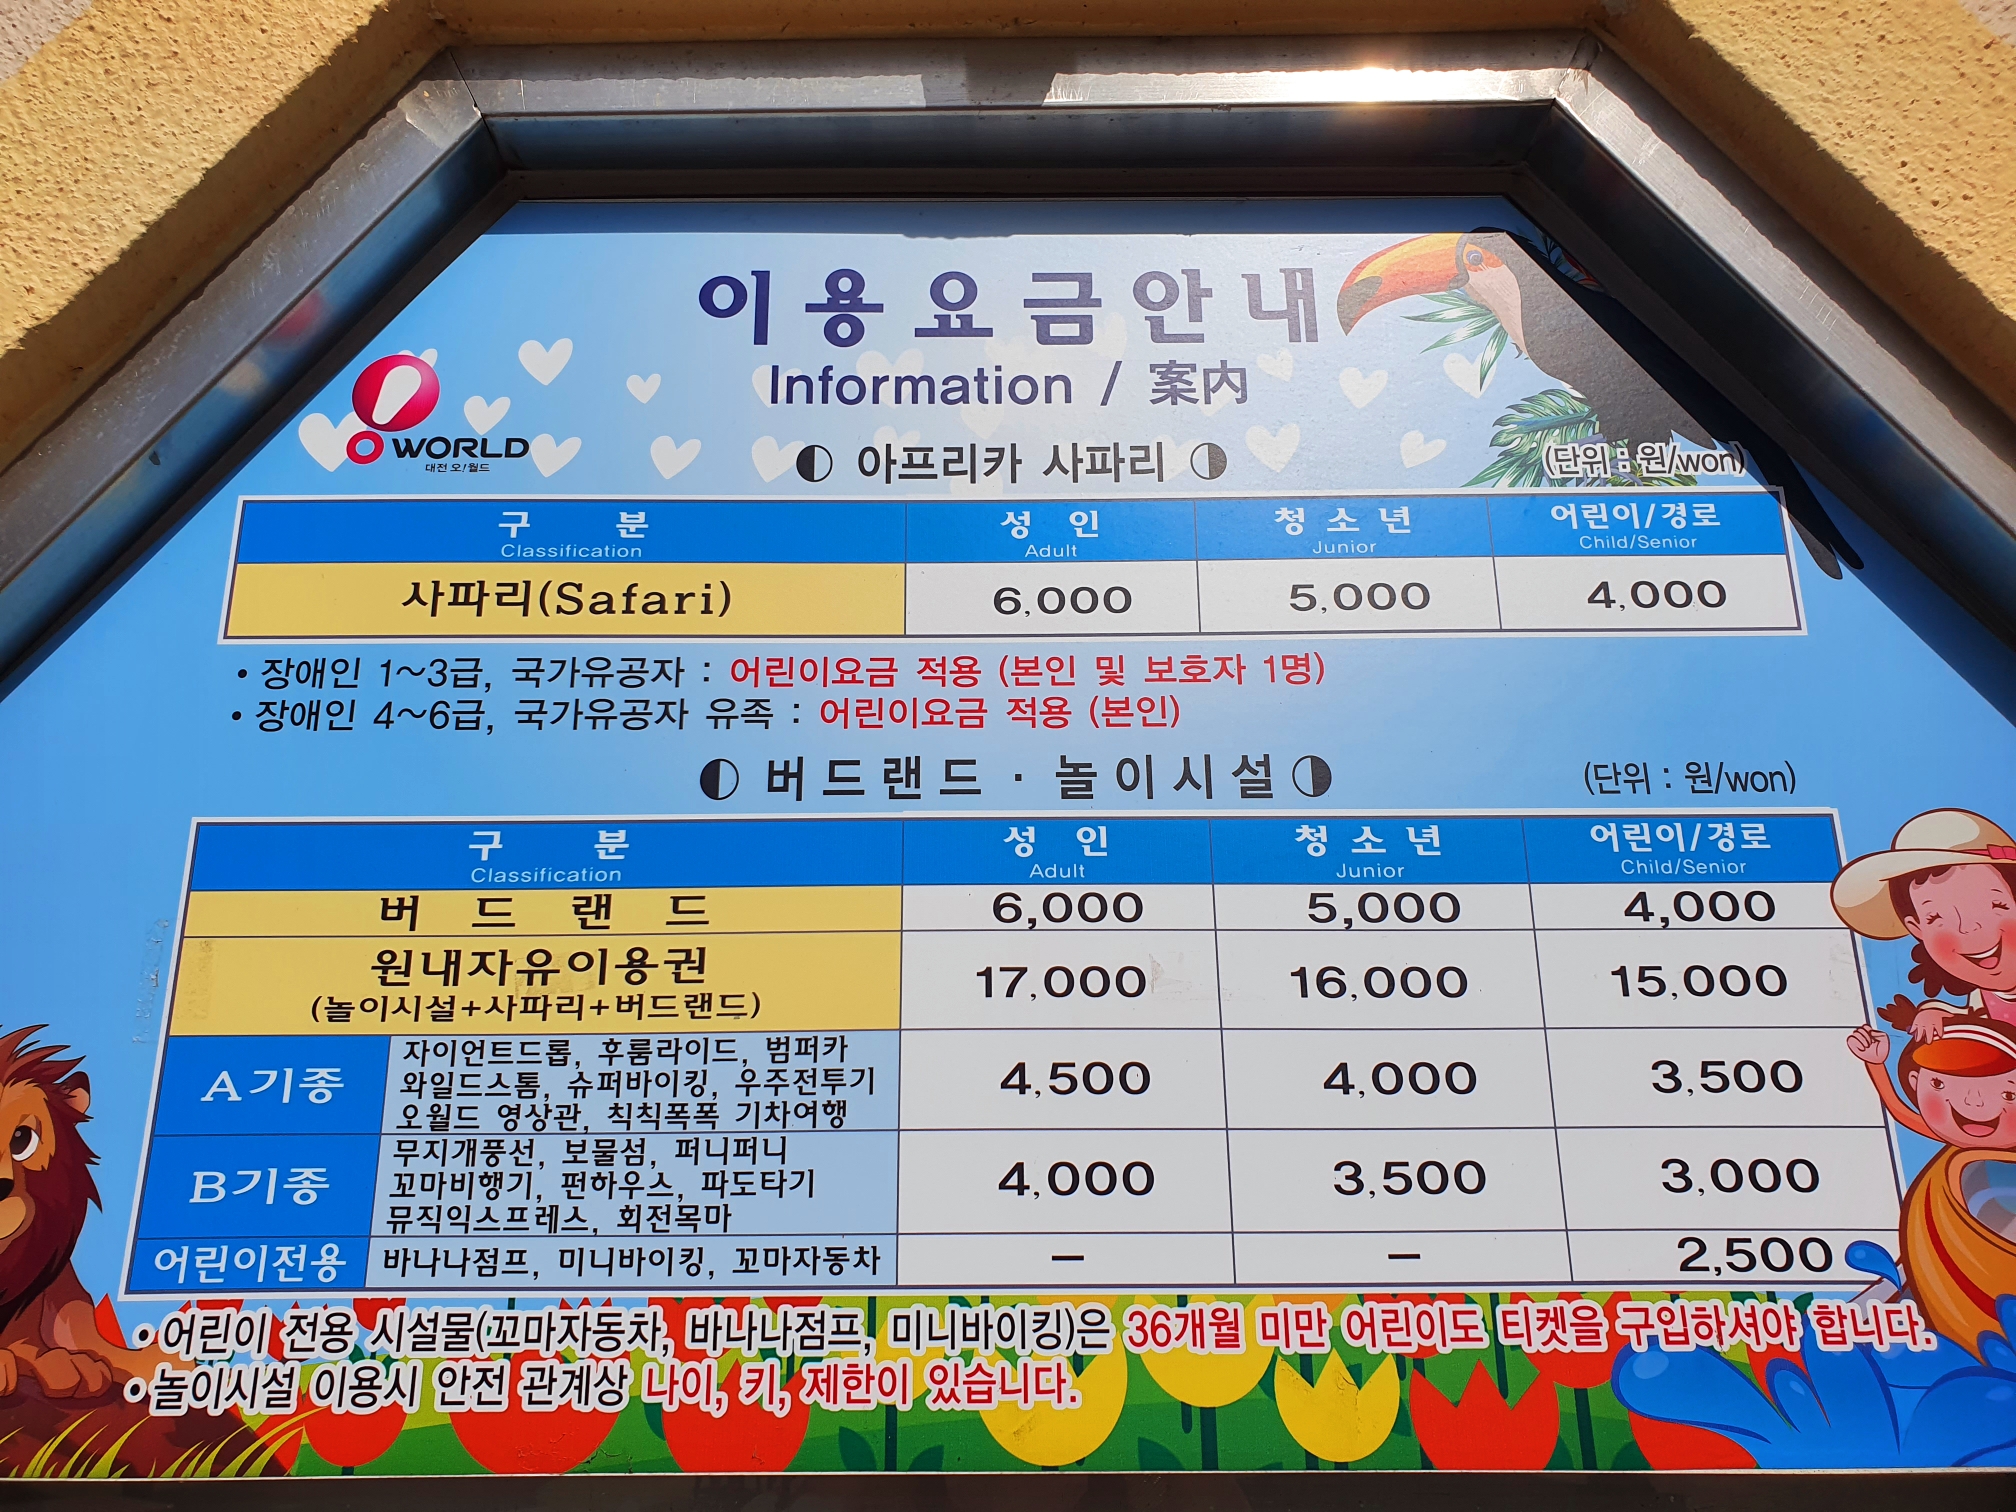 이용요금안내
Information / 案内
WORLD
대전 오!월드
◐ 아프리카 사파리 ◑
(단위 : 원/won)
구 분 성 인 청 소 년 어린이/경로
Classification Adult Junior Child/Senior
사파리(Safari) 6,000 5,000 4,000
• 장애인 1~3급, 국가유공자 : 어린이요금 적용 (본인 및 보호자 1명)
• 장애인 4~6급, 국가유공자 유족 : 어린이요금 적용 (본인)
◐ 버드랜드 · 놀이시설 ◑
(단위 : 원/won)
구 분 성 인 청 소 년 어린이/경로
Classification Adult Junior Child/Senior
버 드 랜 드 6,000 5,000 4,000
원내자유이용권
(놀이시설+사파리+버드랜드)
17,000 16,000 15,000
A기종
자이언트드롭, 후룸라이드, 범퍼카
와일드스톰, 슈퍼바이킹, 우주전투기
오월드 영상관, 칙칙폭폭 기차여행
4,500 4,000 3,500
B기종
무지개풍선, 보물섬, 퍼니퍼니
꼬마비행기, 펀하우스, 파도타기
뮤직익스프레스, 회전목마
4,000 3,500 3,000
어린이전용 바나나점프, 미니바이킹, 꼬마자동차 – – 2,500
• 어린이 전용 시설물(꼬마자동차, 바나나점프, 미니바이킹)은 36개월 미만 어린이도 티켓을 구입하셔야 합니다.
• 놀이시설 이용시 안전 관계상 나이, 키, 제한이 있습니다.